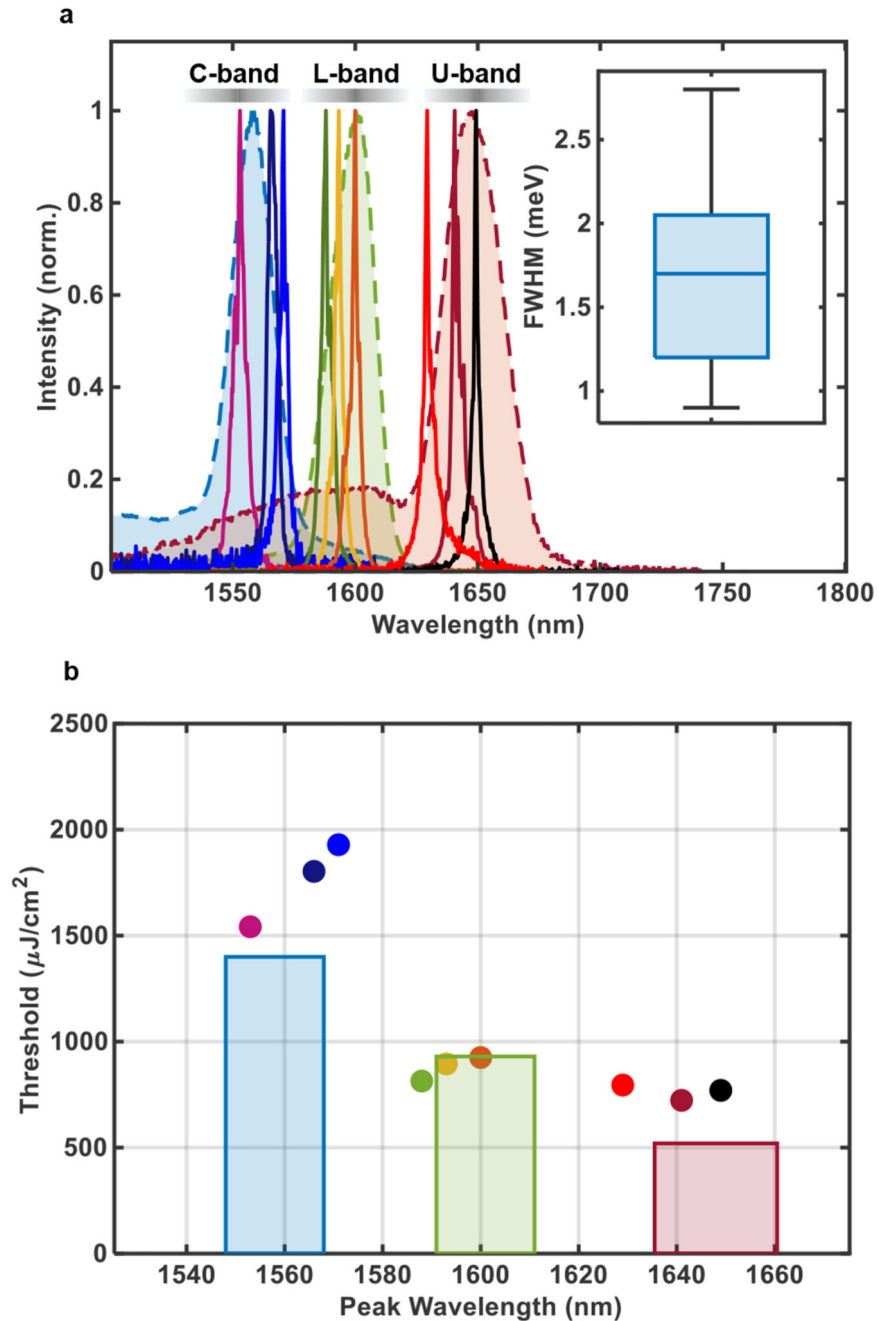 a
C-band L-band U-band
1
0.8
0.6
0.4
0.2
0
Intensity (norm.)
1550 1600 1650 1700 1750 1800
Wavelength (nm)
2.5
2
1.5
1
FWHM (meV)
b
2500
2000
1500
1000
500
0
Threshold (μJ/cm²)
1540 1560 1580 1600 1620 1640 1660
Peak Wavelength (nm)